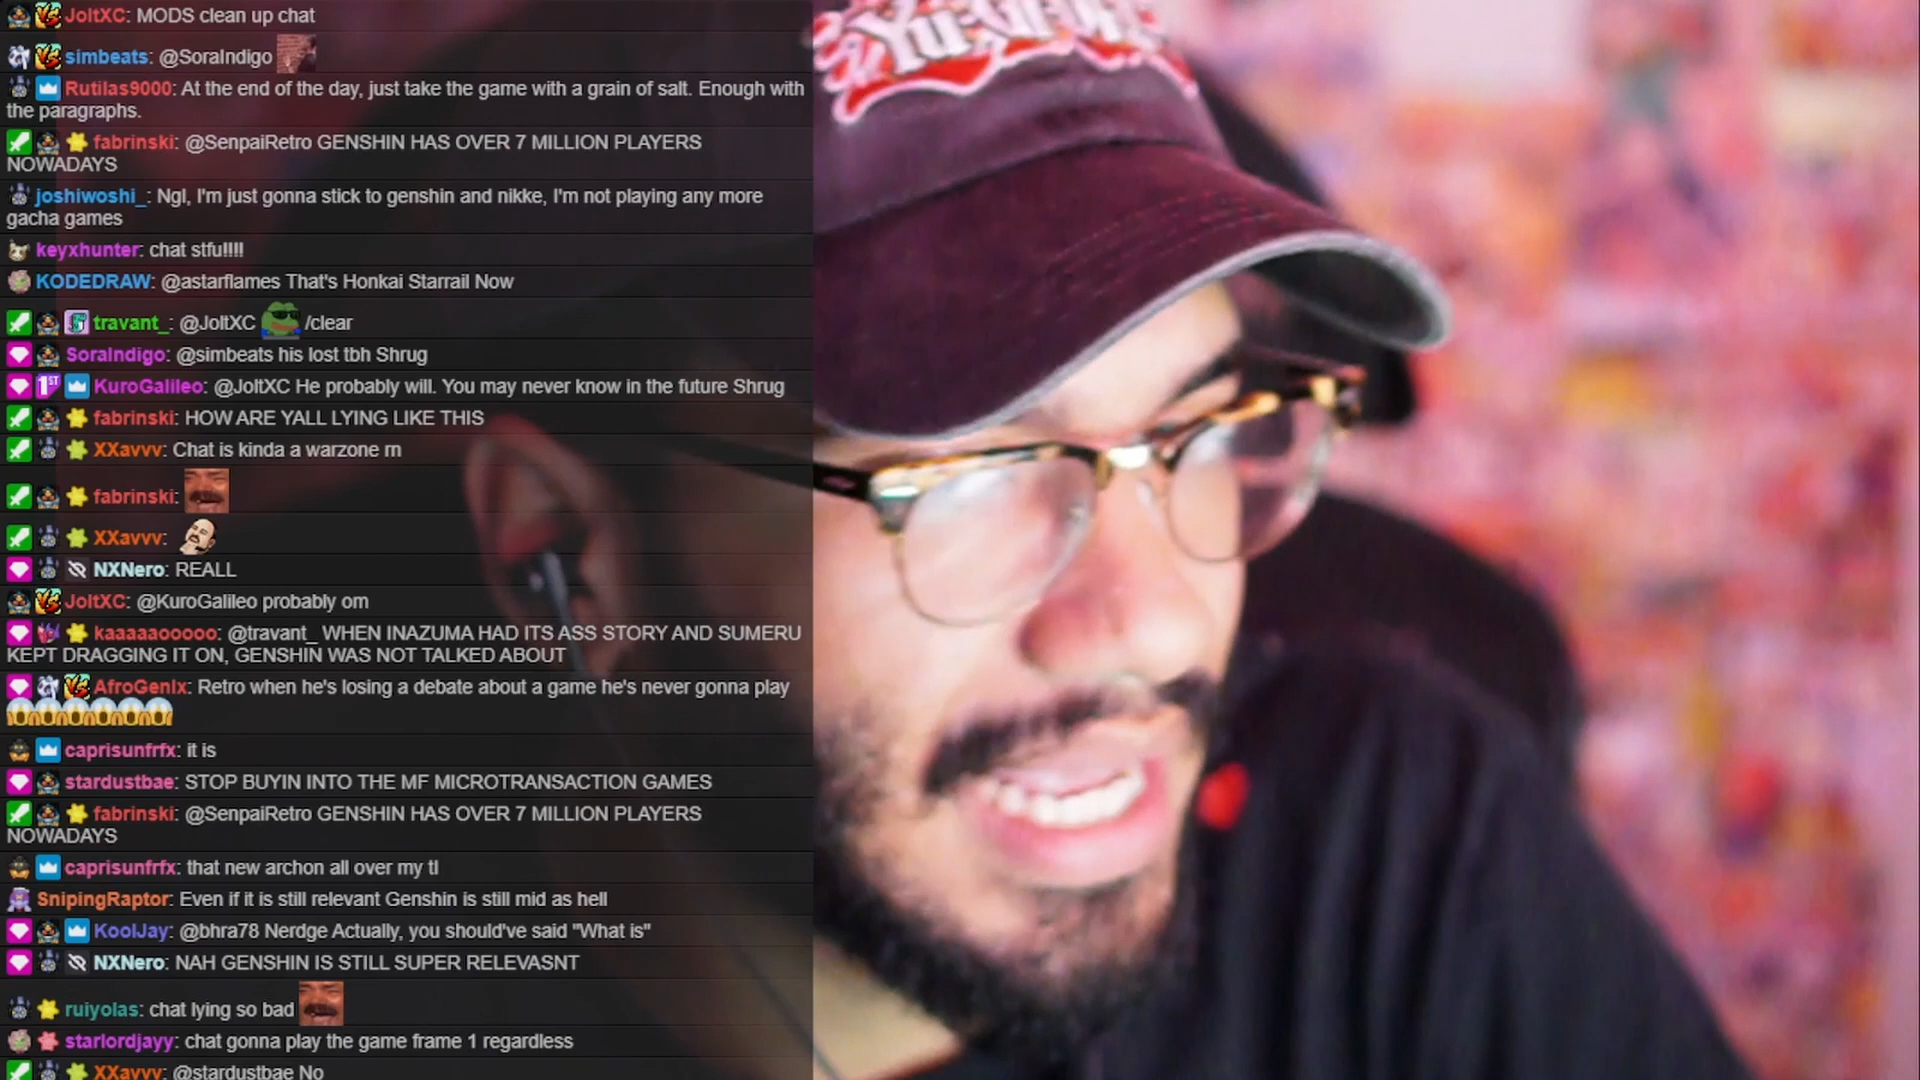 JoltXC: MODS clean up chat
simbeats: @SoraIndigo
Rutilas9000: At the end of the day, just take the game with a grain of salt. Enough with
the paragraphs.
fabrinski: @SenpaiRetro GENSHIN HAS OVER 7 MILLION PLAYERS
NOWADAYS
joshiwoshi_: Ngl, I'm just gonna stick to genshin and nikke, I'm not playing any more
gacha games
keyxhunter: chat stfu!!!!
KODEDRAW: @astarflames That's Honkai Starrail Now
travant_: @JoltXC /clear
SoraIndigo: @simbeats his lost tbh Shrug
1ST KuroGalileo: @JoltXC He probably will. You may never know in the future Shrug
fabrinski: HOW ARE YALL LYING LIKE THIS
XXavvv: Chat is kinda a warzone rn
fabrinski:
XXavvv:
NXNero: REALL
JoltXC: @KuroGalileo probably om
kaaaaaooooo: @travant_ WHEN INAZUMA HAD ITS ASS STORY AND SUMERU
KEPT DRAGGING IT ON, GENSHIN WAS NOT TALKED ABOUT
AfroGenIx: Retro when he's losing a debate about a game he's never gonna play
caprisunfrfx: it is
stardustbae: STOP BUYIN INTO THE MF MICROTRANSACTION GAMES
fabrinski: @SenpaiRetro GENSHIN HAS OVER 7 MILLION PLAYERS
NOWADAYS
caprisunfrfx: that new archon all over my tl
SnipingRaptor: Even if it is still relevant Genshin is still mid as hell
KoolJay: @bhra78 Nerdge Actually, you should've said "What is"
NXNero: NAH GENSHIN IS STILL SUPER RELEVASNT
ruiyolas: chat lying so bad
starlordjayy: chat gonna play the game frame 1 regardless
XXavvv: @stardustbae No
Yu-Gi-Oh!